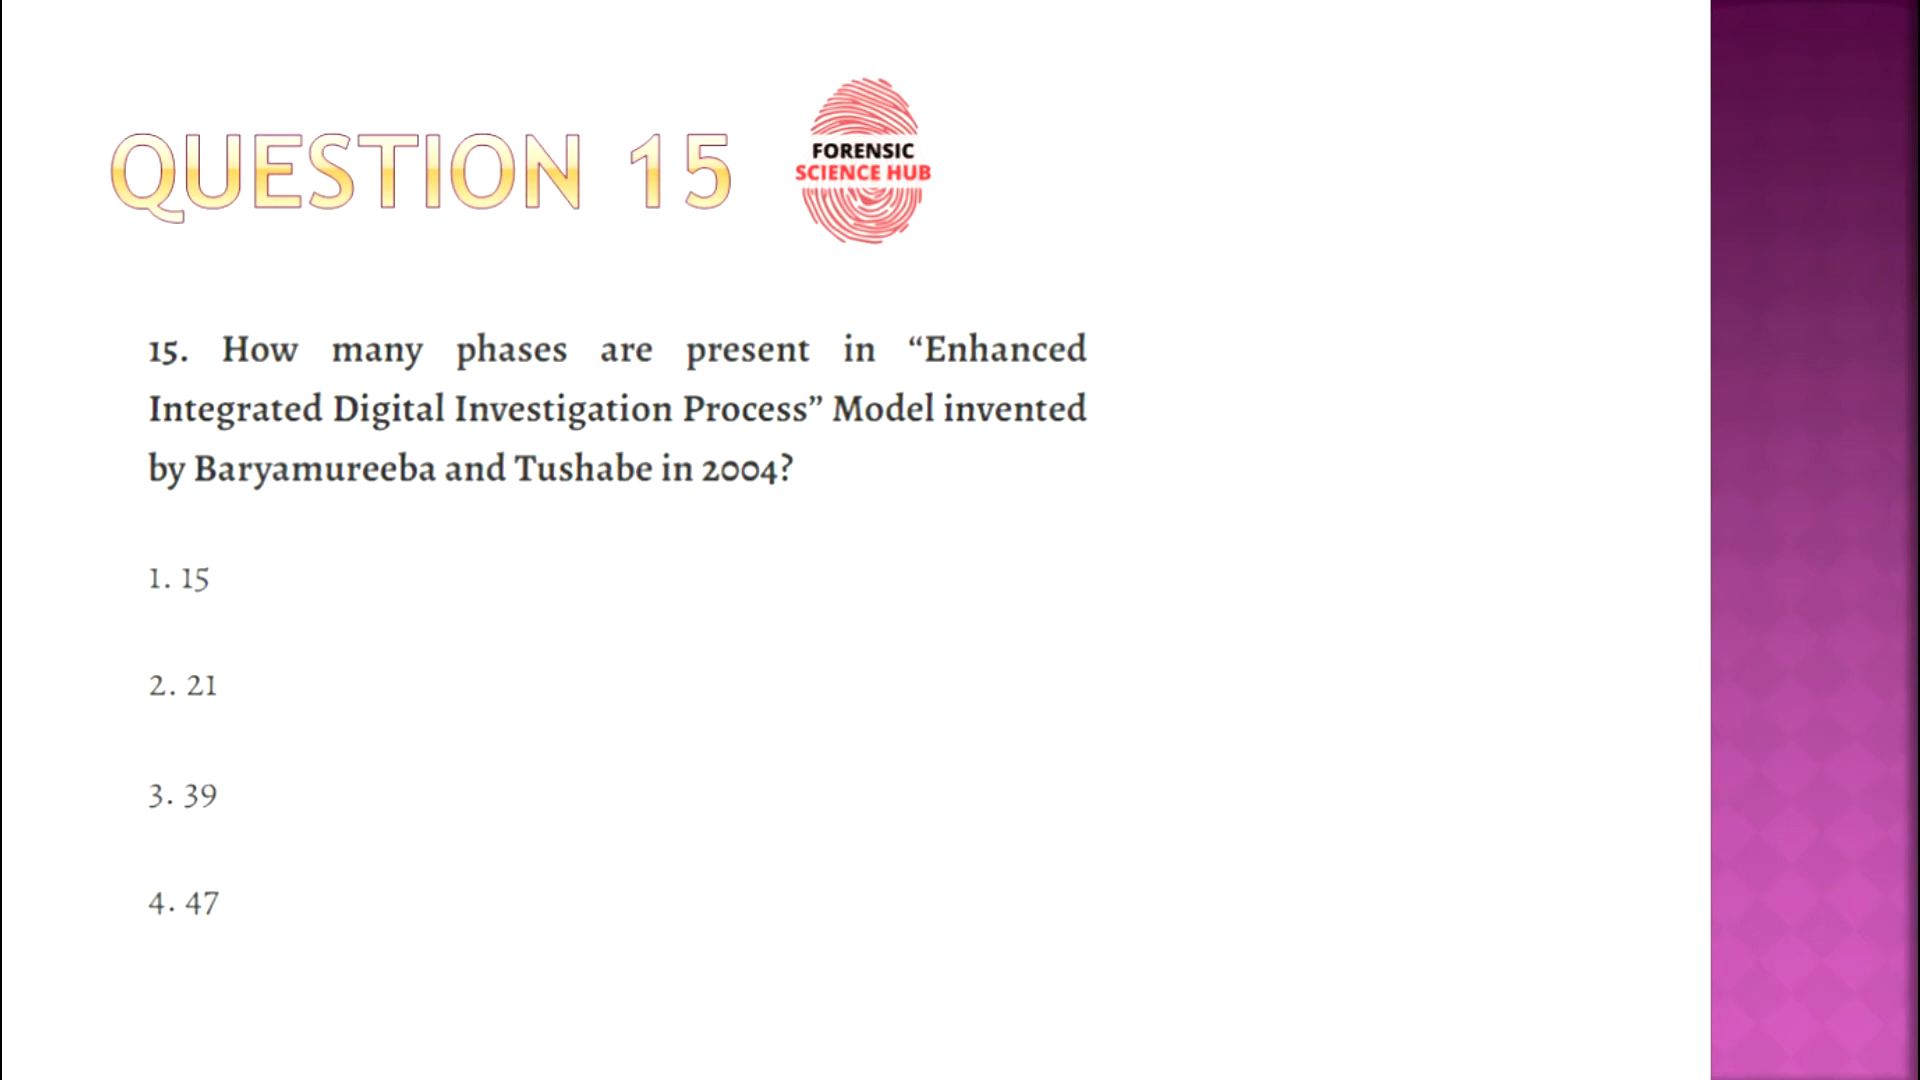 QUESTION 15
FORENSIC
SCIENCE HUB
15. How many phases are present in “Enhanced
Integrated Digital Investigation Process” Model invented
by Baryamureeba and Tushabe in 2004?
1. 15
2. 21
3. 39
4. 47